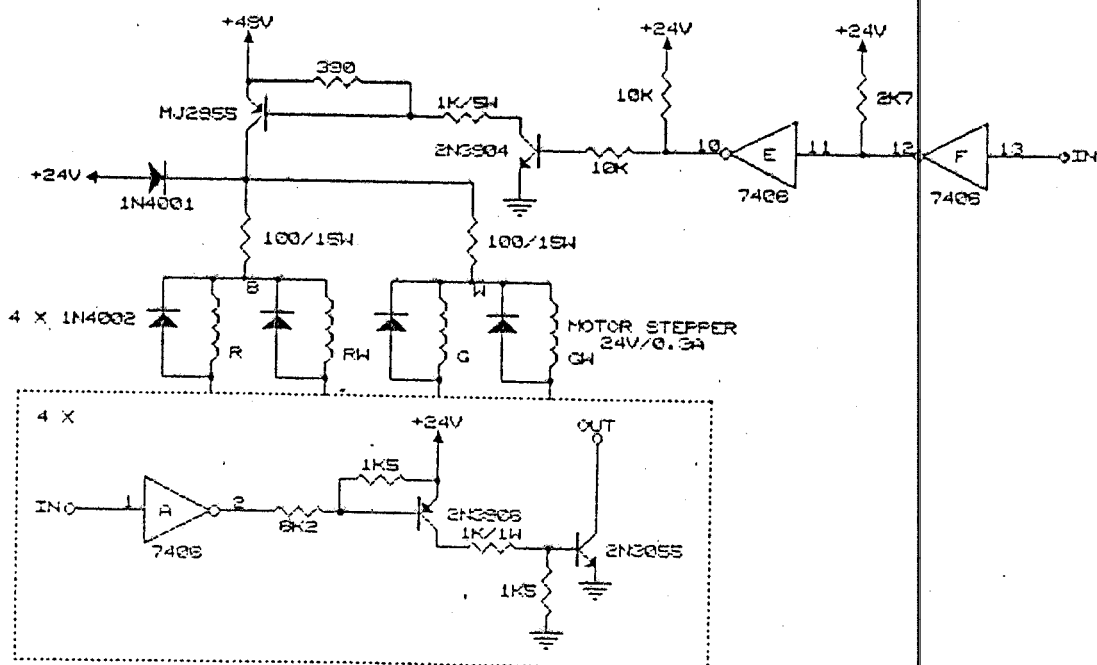 +48V
390
MJ2955
1K/5W
2N3904
+24V
10K
10K
10
E
11
7406
+24V
2K7
12
F
13
IN
7406
+24V
1N4001
100/15W
100/15W
B
W
4 X 1N4002
R
RW
G
GW
MOTOR STEPPER
24V/0.3A
4 X
+24V
OUT
1K5
IN
1
A
2
7406
6K2
2N3906
1K/1W
2N3055
1K5